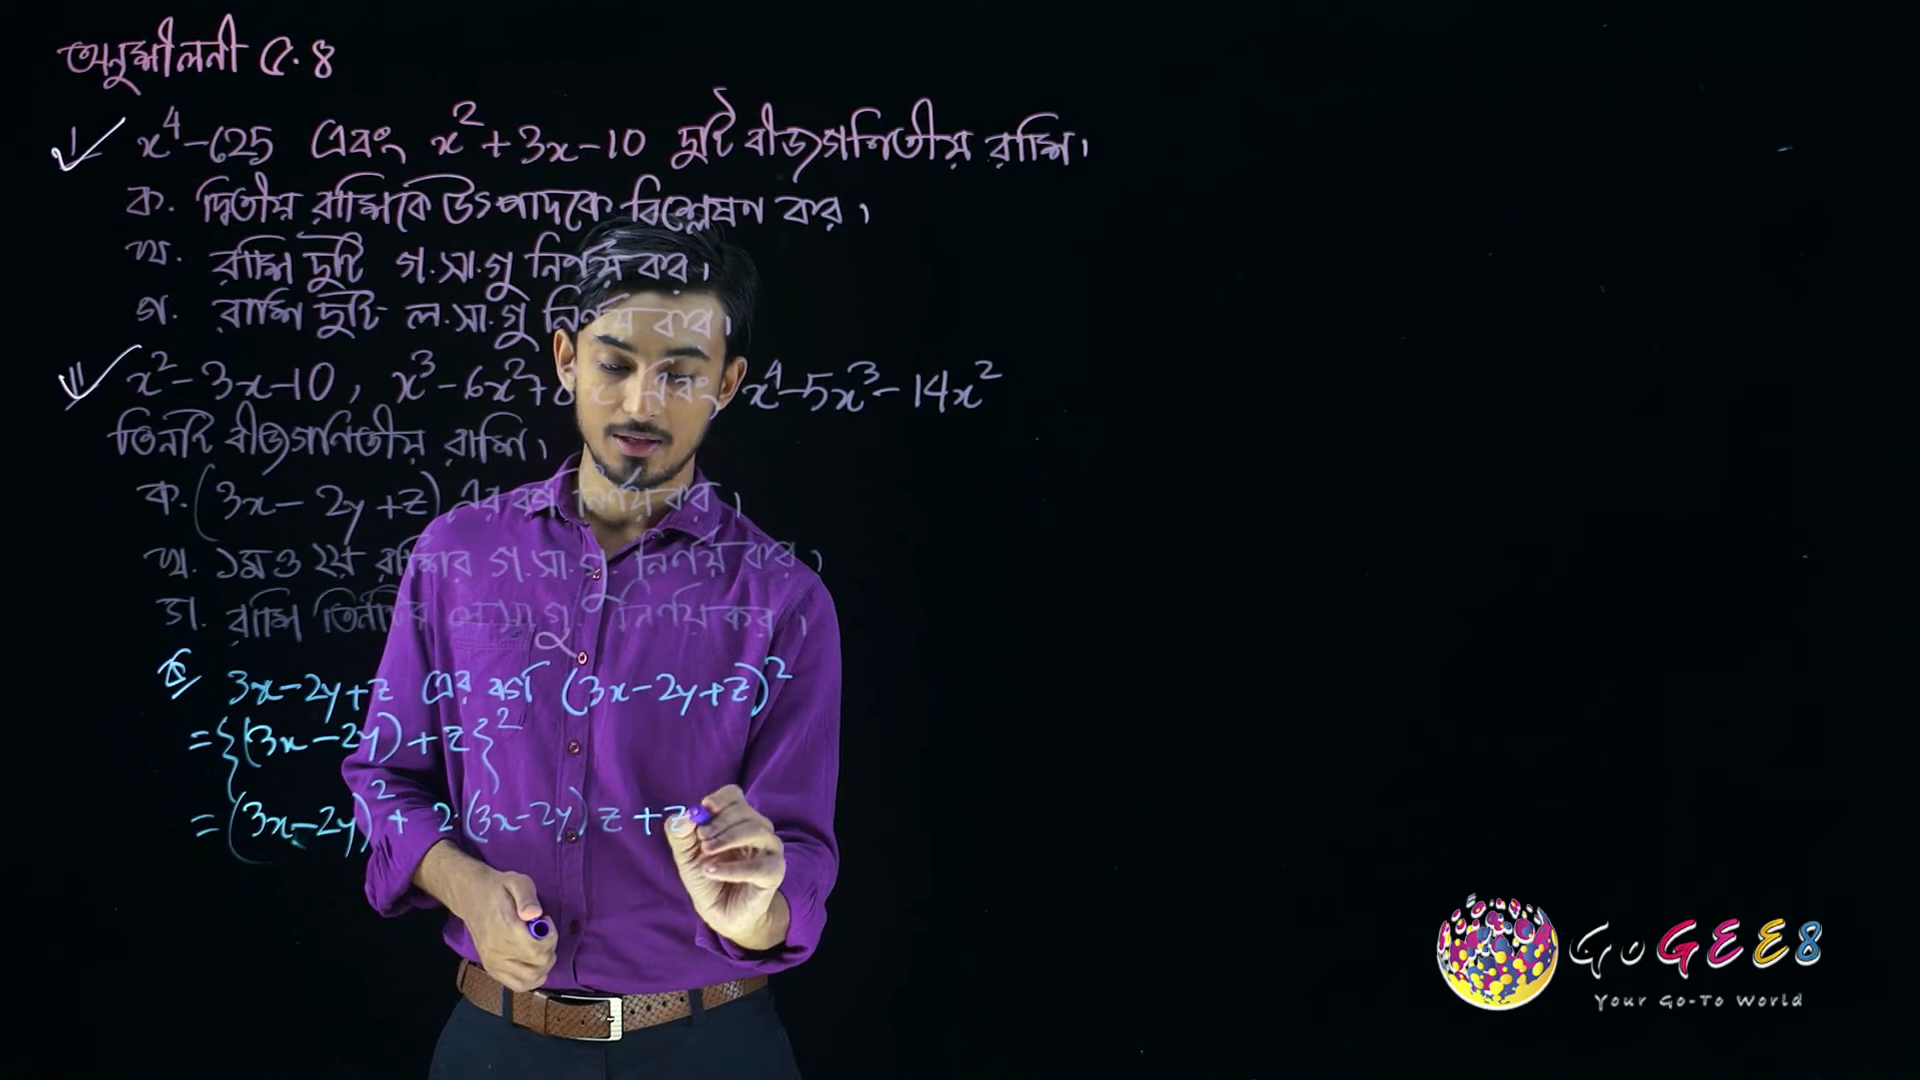 অনুশীলনী ৫.৪
I. x⁴-625 এবং x²+3x-10 দুটি বীজগণিতীয় রাশি।
ক. দ্বিতীয় রাশিকে উৎপাদকে বিশ্লেষণ কর।
খ. রাশি দুটি গ.সা.গু নির্ণয় কর।
গ. রাশি দুটি ল.সা.গু নির্ণয় কর।
II x²-3x-10, x³-6x²+8x এবং x⁴-5x³-14x²
তিনটি বীজগণিতীয় রাশি।
ক. (3x-2y+z) এর বর্গ নির্ণয় কর।
খ. ১ম ও ২য় রাশির গ.সা.গু. নির্ণয় কর।
গ. রাশি তিনটির ল.সা.গু নির্ণয় কর।
ক 3x-2y+z এর বর্গ (3x-2y+z)²
={(3x-2y)+z}²
=(3x-2y)²+ 2.(3x-2y) z+z
GoGEE8
Your Go-To World